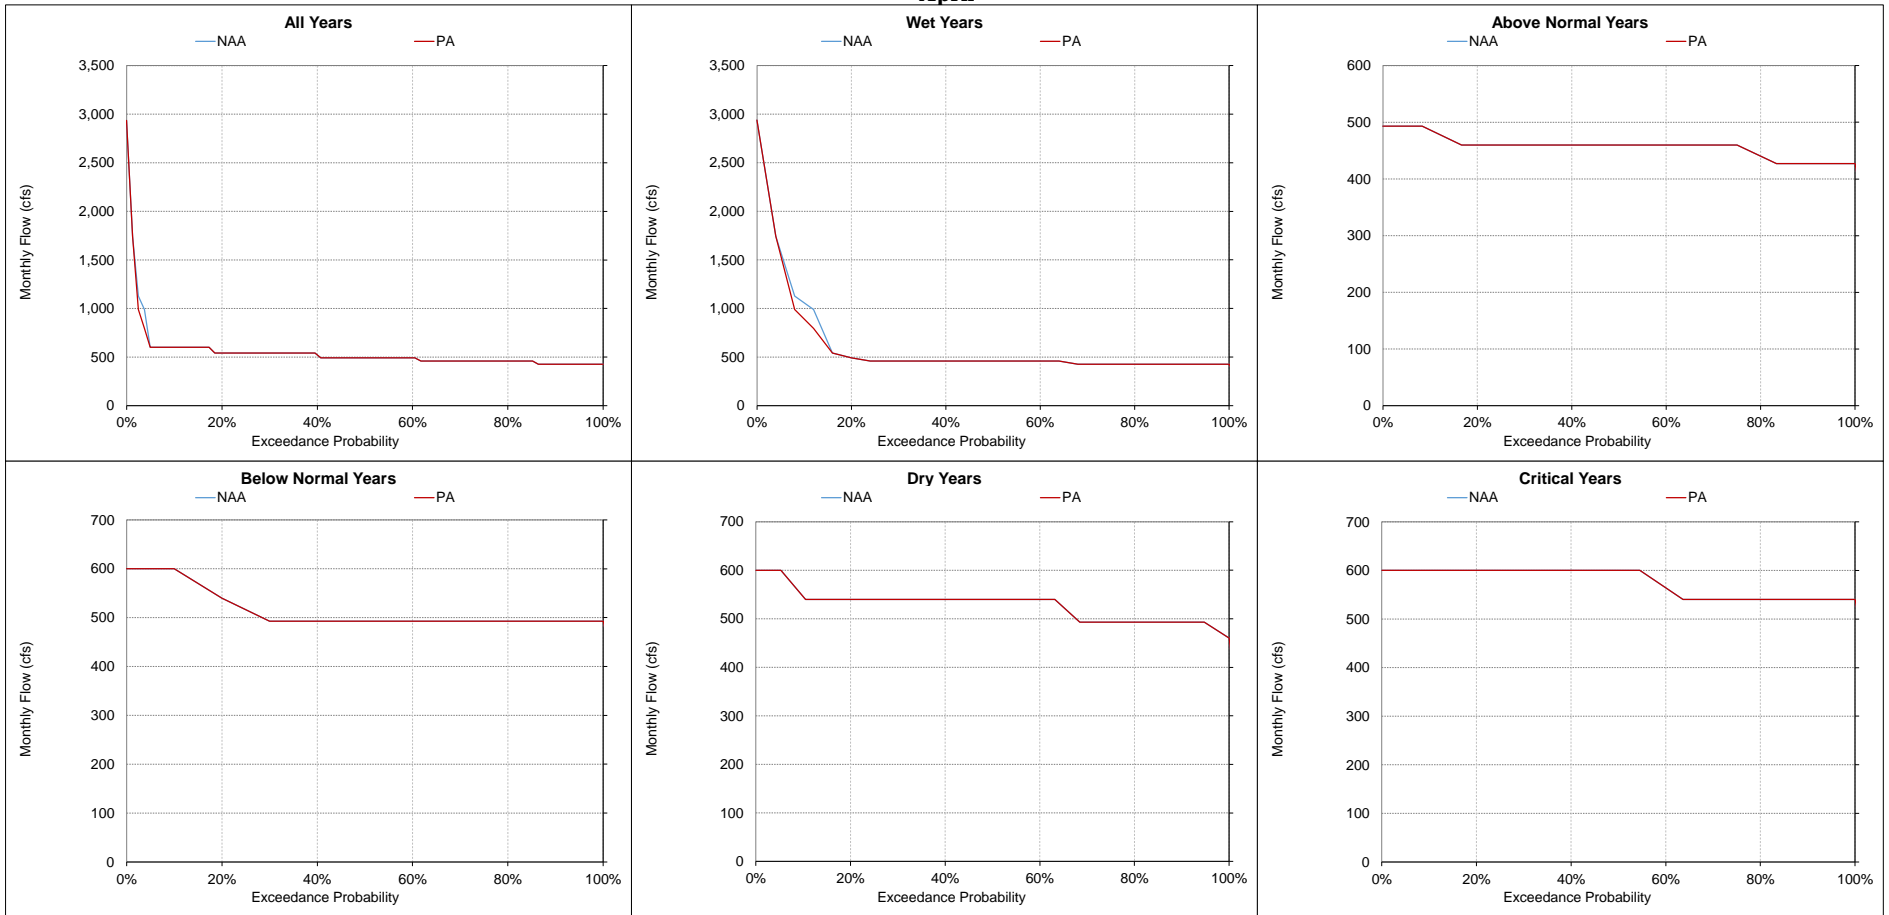 All Years
NAA PA
3,500
3,000
2,500
2,000
1,500
1,000
500
0
Monthly Flow (cfs)
0% 20% 40% 60% 80% 100%
Exceedance Probability
Wet Years
NAA PA
3,500
3,000
2,500
2,000
1,500
1,000
500
0
Monthly Flow (cfs)
0% 20% 40% 60% 80% 100%
Exceedance Probability
Above Normal Years
NAA PA
600
500
400
300
200
100
0
Monthly Flow (cfs)
0% 20% 40% 60% 80% 100%
Exceedance Probability
Below Normal Years
NAA PA
700
600
500
400
300
200
100
0
Monthly Flow (cfs)
0% 20% 40% 60% 80% 100%
Exceedance Probability
Dry Years
NAA PA
700
600
500
400
300
200
100
0
Monthly Flow (cfs)
0% 20% 40% 60% 80% 100%
Exceedance Probability
Critical Years
NAA PA
700
600
500
400
300
200
100
0
Monthly Flow (cfs)
0% 20% 40% 60% 80% 100%
Exceedance Probability